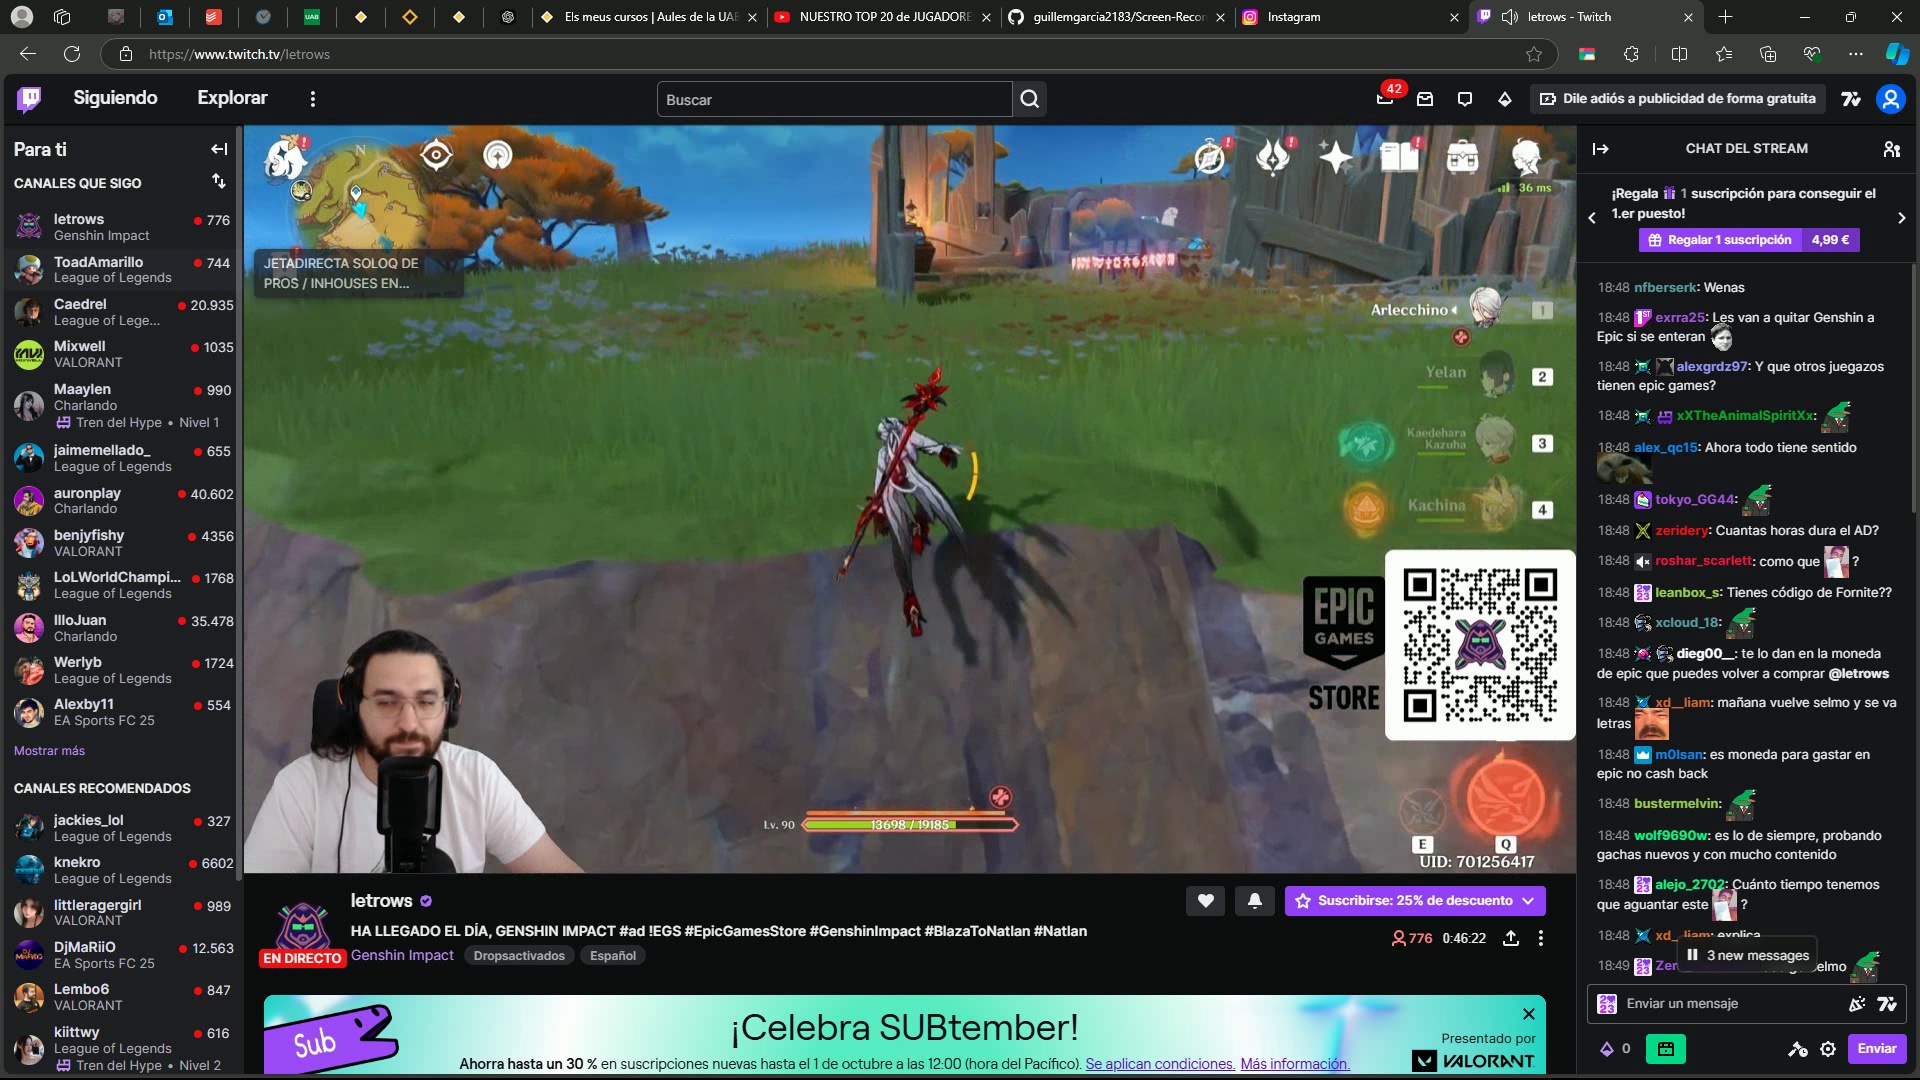 Els meus cursos | Aules de la UAB
NUESTRO TOP 20 de JUGADORE
guillemgarcia2183/Screen-Recor
Instagram
letrows - Twitch
https://www.twitch.tv/letrows
Siguiendo
Explorar
Buscar
42
Dile adiós a publicidad de forma gratuita
Para ti
CANALES QUE SIGO
letrows
776
Genshin Impact
ToadAmarillo
744
League of Legends
Caedrel
20.935
League of Lege...
Mixwell
1035
VALORANT
Maaylen
990
Charlando
Tren del Hype • Nivel 1
jaimemellado_
655
League of Legends
auronplay
40.602
Charlando
benjyfishy
4356
VALORANT
LoLWorldChampi...
1768
League of Legends
IlloJuan
35.478
Charlando
Werlyb
1724
League of Legends
Alexby11
554
EA Sports FC 25
Mostrar más
CANALES RECOMENDADOS
jackies_lol
327
League of Legends
knekro
6602
League of Legends
littleragergirl
989
VALORANT
DjMaRiiO
12.563
EA Sports FC 25
Lembo6
847
VALORANT
kiittwy
616
League of Legends
Tren del Hype • Nivel 2
N
36 ms
JETADIRECTA SOLOQ DE
PROS / INHOUSES EN...
Arlecchino
1
Yelan
2
Kaedehara
Kazuha
3
Kachina
4
EPIC
GAMES
STORE
Lv. 90
13698 / 19185
E
Q
UID: 701256417
letrows
Suscribirse: 25% de descuento
HA LLEGADO EL DÍA, GENSHIN IMPACT #ad !EGS #EpicGamesStore #GenshinImpact #BlazaToNatlan #Natlan
776
0:46:22
EN DIRECTO
Genshin Impact
Dropsactivados
Español
Sub
¡Celebra SUBtember!
Ahorra hasta un 30 % en suscripciones nuevas hasta el 1 de octubre a las 12:00 (hora del Pacífico). Se aplican condiciones. Más información.
Presentado por
VALORANT
CHAT DEL STREAM
¡Regala 1 suscripción para conseguir el
1.er puesto!
Regalar 1 suscripción
4,99 €
18:48 nfberserk: Wenas
18:48 exrra25: Les van a quitar Genshin a
Epic si se enteran
18:48 alexgrdz97: Y que otros juegazos
tienen epic games?
18:48 xXTheAnimalSpiritXx:
18:48 alex_qc15: Ahora todo tiene sentido
18:48 tokyo_GG44:
18:48 zeridery: Cuantas horas dura el AD?
18:48 roshar_scarlett: como que ?
18:48 leanbox_s: Tienes código de Fornite??
18:48 xcloud_18:
18:48 dieg00__: te lo dan en la moneda
de epic que puedes volver a comprar @letrows
18:48 xd__liam: mañana vuelve selmo y se va
letras
18:48 m0lsan: es moneda para gastar en
epic no cash back
18:48 bustermelvin:
18:48 wolf9690w: es lo de siempre, probando
gachas nuevos y con mucho contenido
18:48 alejo_2702: Cuánto tiempo tenemos
que aguantar este ?
18:48 xd__liam: explica
3 new messages
18:49 Zer
elmo
Enviar un mensaje
0
Enviar